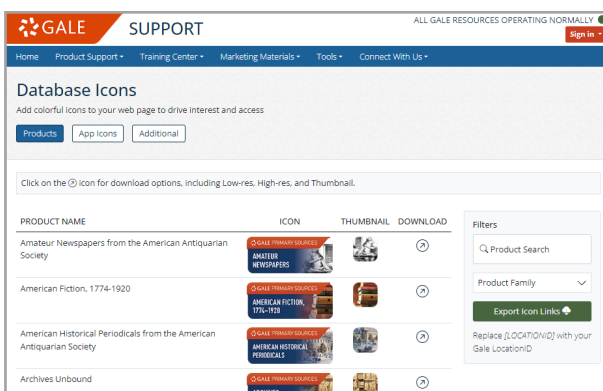 GALE
SUPPORT
ALL GALE RESOURCES OPERATING NORMALLY
Sign in
Home Product Support Training Center Marketing Materials Tools Connect With Us
Database Icons
Add colorful icons to your web page to drive interest and access
Products App Icons Additional
Click on the icon for download options, including Low-res, High-res, and Thumbnail.
PRODUCT NAME ICON THUMBNAIL DOWNLOAD
Amateur Newspapers from the American Antiquarian
Society
GALE PRIMARY SOURCES
AMATEUR
NEWSPAPERS
American Fiction, 1774-1920
GALE PRIMARY SOURCES
AMERICAN FICTION,
1774-1920
American Historical Periodicals from the American
Antiquarian Society
GALE PRIMARY SOURCES
AMERICAN HISTORICAL
PERIODICALS
Archives Unbound
GALE PRIMARY SOURCES
Filters
Product Search
Product Family
Export Icon Links
Replace [LOCATIONID] with your
Gale LocationID